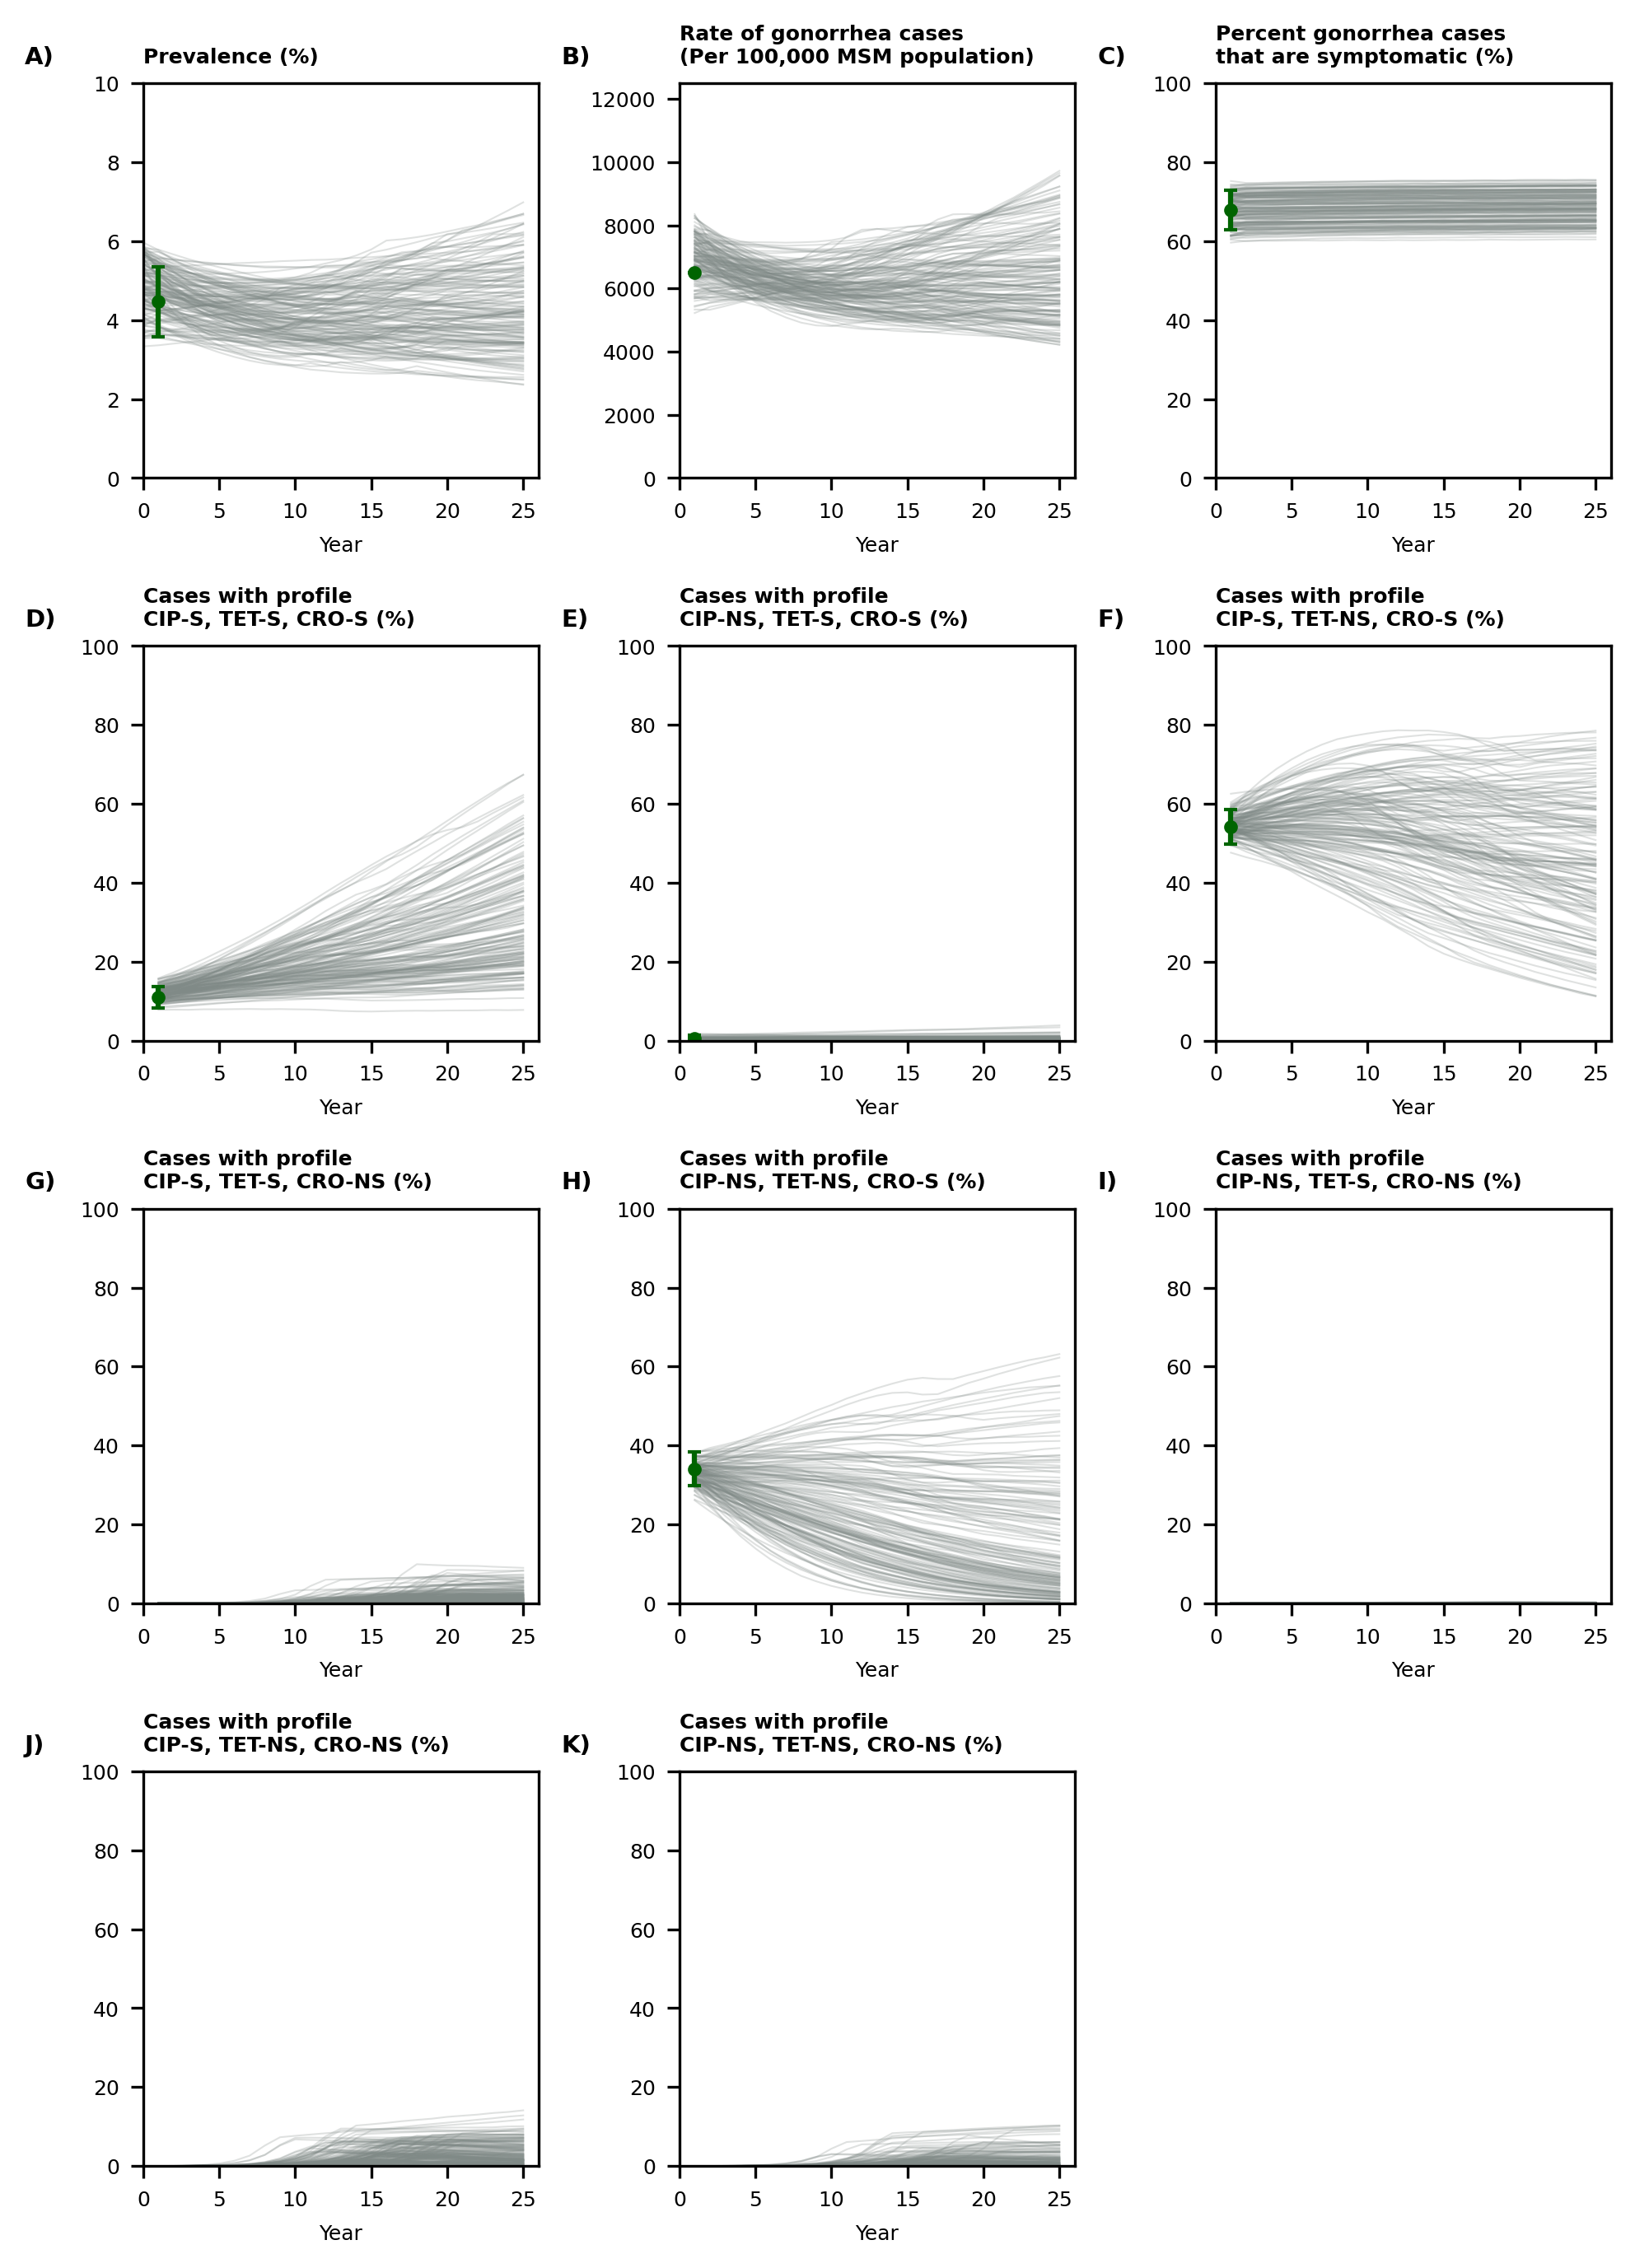 A)
Prevalence (%)
10
8
6
4
2
0
0 5 10 15 20 25
Year
B)
Rate of gonorrhea cases
(Per 100,000 MSM population)
12000
10000
8000
6000
4000
2000
0
0 5 10 15 20 25
Year
C)
Percent gonorrhea cases
that are symptomatic (%)
100
80
60
40
20
0
0 5 10 15 20 25
Year
D)
Cases with profile
CIP-S, TET-S, CRO-S (%)
100
80
60
40
20
0
0 5 10 15 20 25
Year
E)
Cases with profile
CIP-NS, TET-S, CRO-S (%)
100
80
60
40
20
0
0 5 10 15 20 25
Year
F)
Cases with profile
CIP-S, TET-NS, CRO-S (%)
100
80
60
40
20
0
0 5 10 15 20 25
Year
G)
Cases with profile
CIP-S, TET-S, CRO-NS (%)
100
80
60
40
20
0
0 5 10 15 20 25
Year
H)
Cases with profile
CIP-NS, TET-NS, CRO-S (%)
100
80
60
40
20
0
0 5 10 15 20 25
Year
I)
Cases with profile
CIP-NS, TET-S, CRO-NS (%)
100
80
60
40
20
0
0 5 10 15 20 25
Year
J)
Cases with profile
CIP-S, TET-NS, CRO-NS (%)
100
80
60
40
20
0
0 5 10 15 20 25
Year
K)
Cases with profile
CIP-NS, TET-NS, CRO-NS (%)
100
80
60
40
20
0
0 5 10 15 20 25
Year